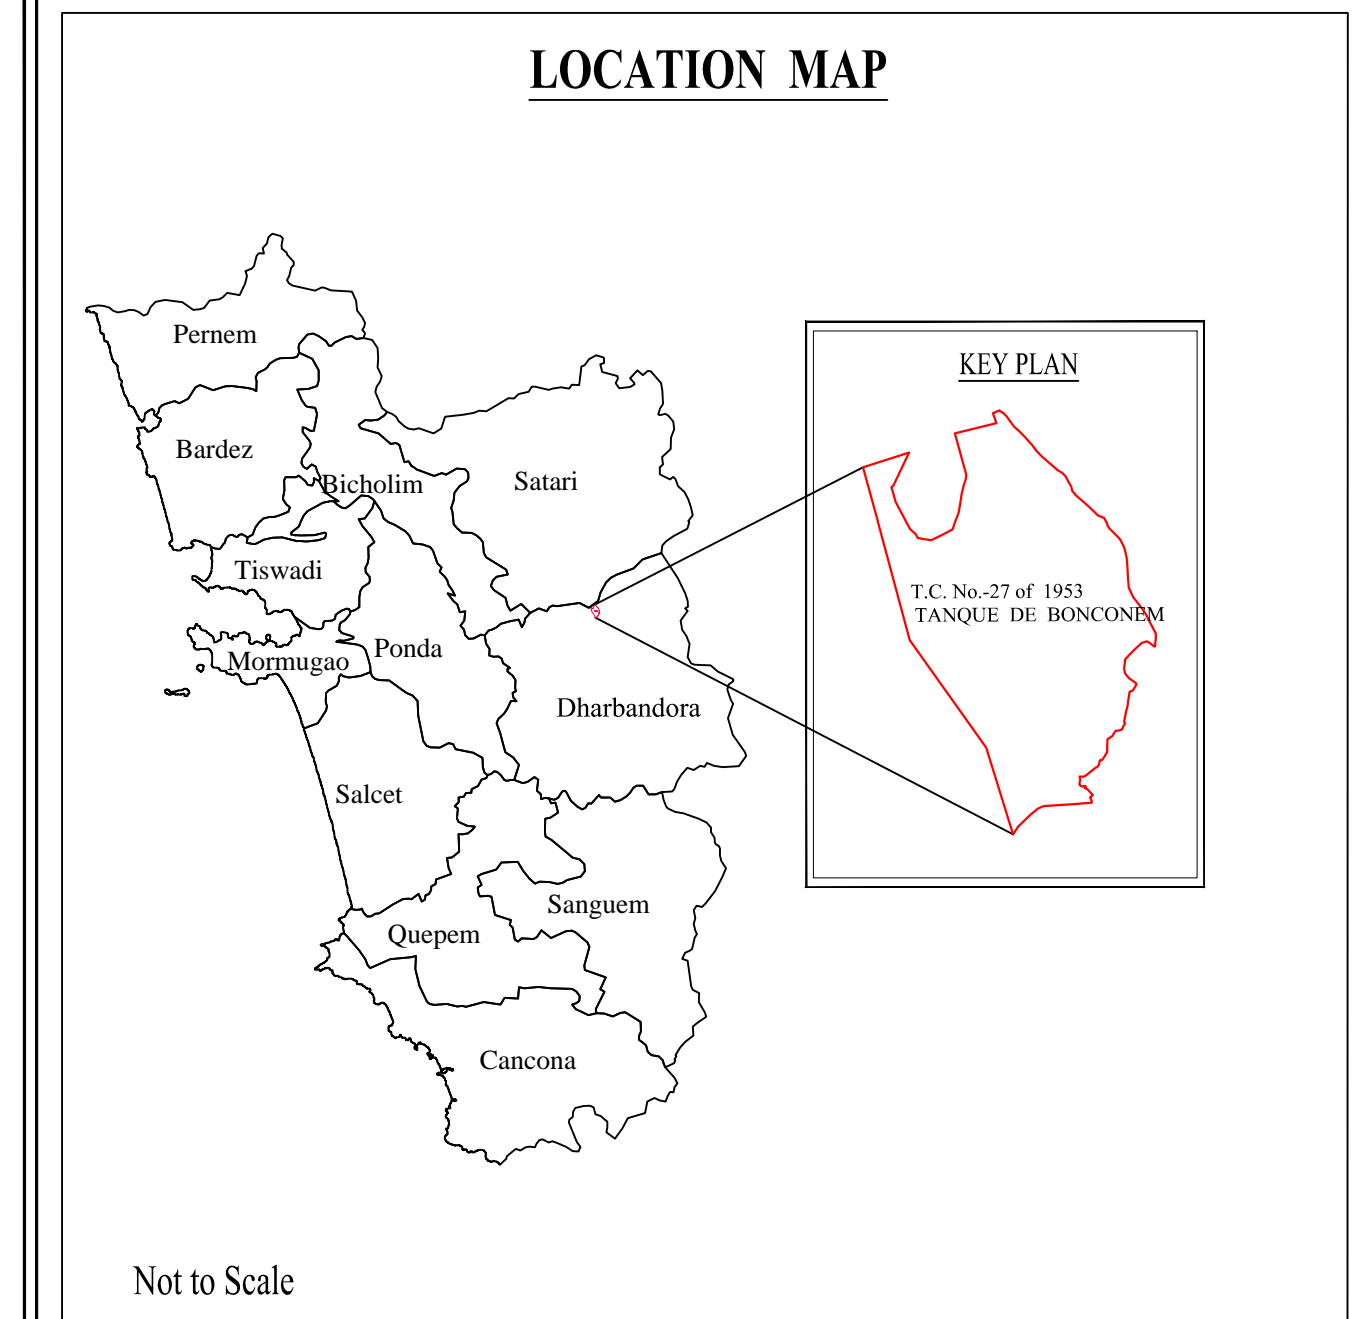 LOCATION MAP
Pernem
KEY PLAN
Bardez
Bicholim
Satari
Tiswadi
T.C. No.-27 of 1953
TANQUE DE BONCONEM
Ponda
Mormugao
Dharbandora
Salcet
Sanguem
Quepem
Cancona
Not to Scale